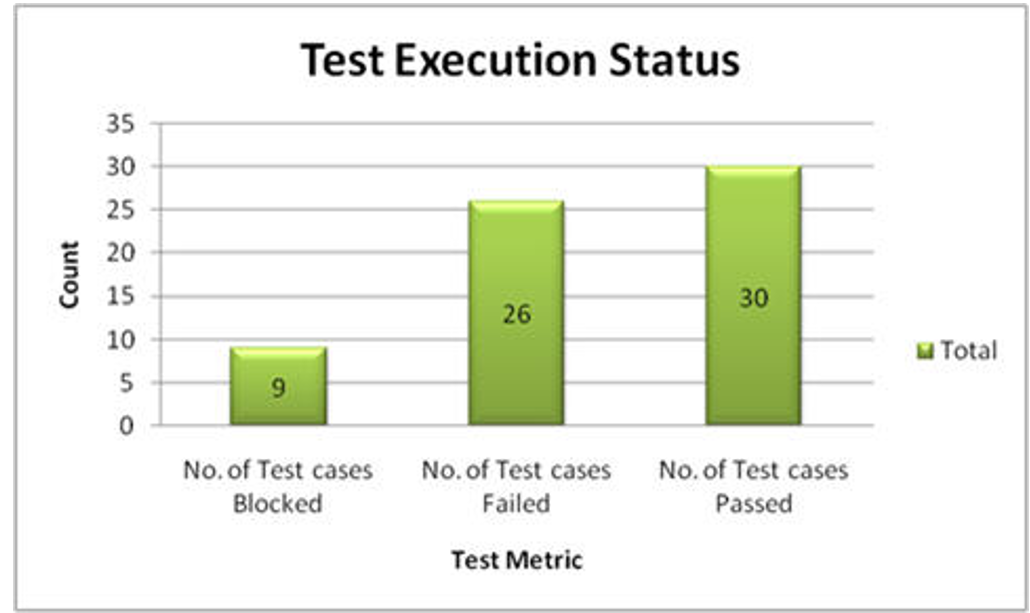 Test Execution Status
35
30
25
20
15
10
5
0
Count
9
26
30
No. of Test cases
Blocked
No. of Test cases
Failed
No. of Test cases
Passed
Test Metric
Total